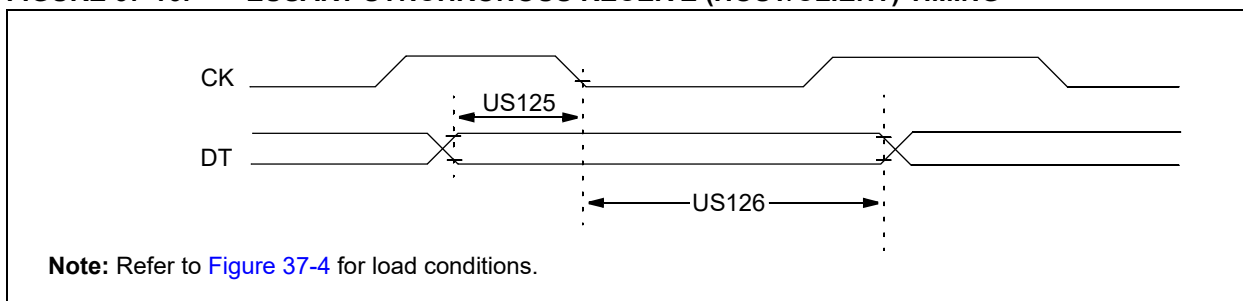 CK
US125
DT
US126
Note: Refer to Figure 37-4 for load conditions.